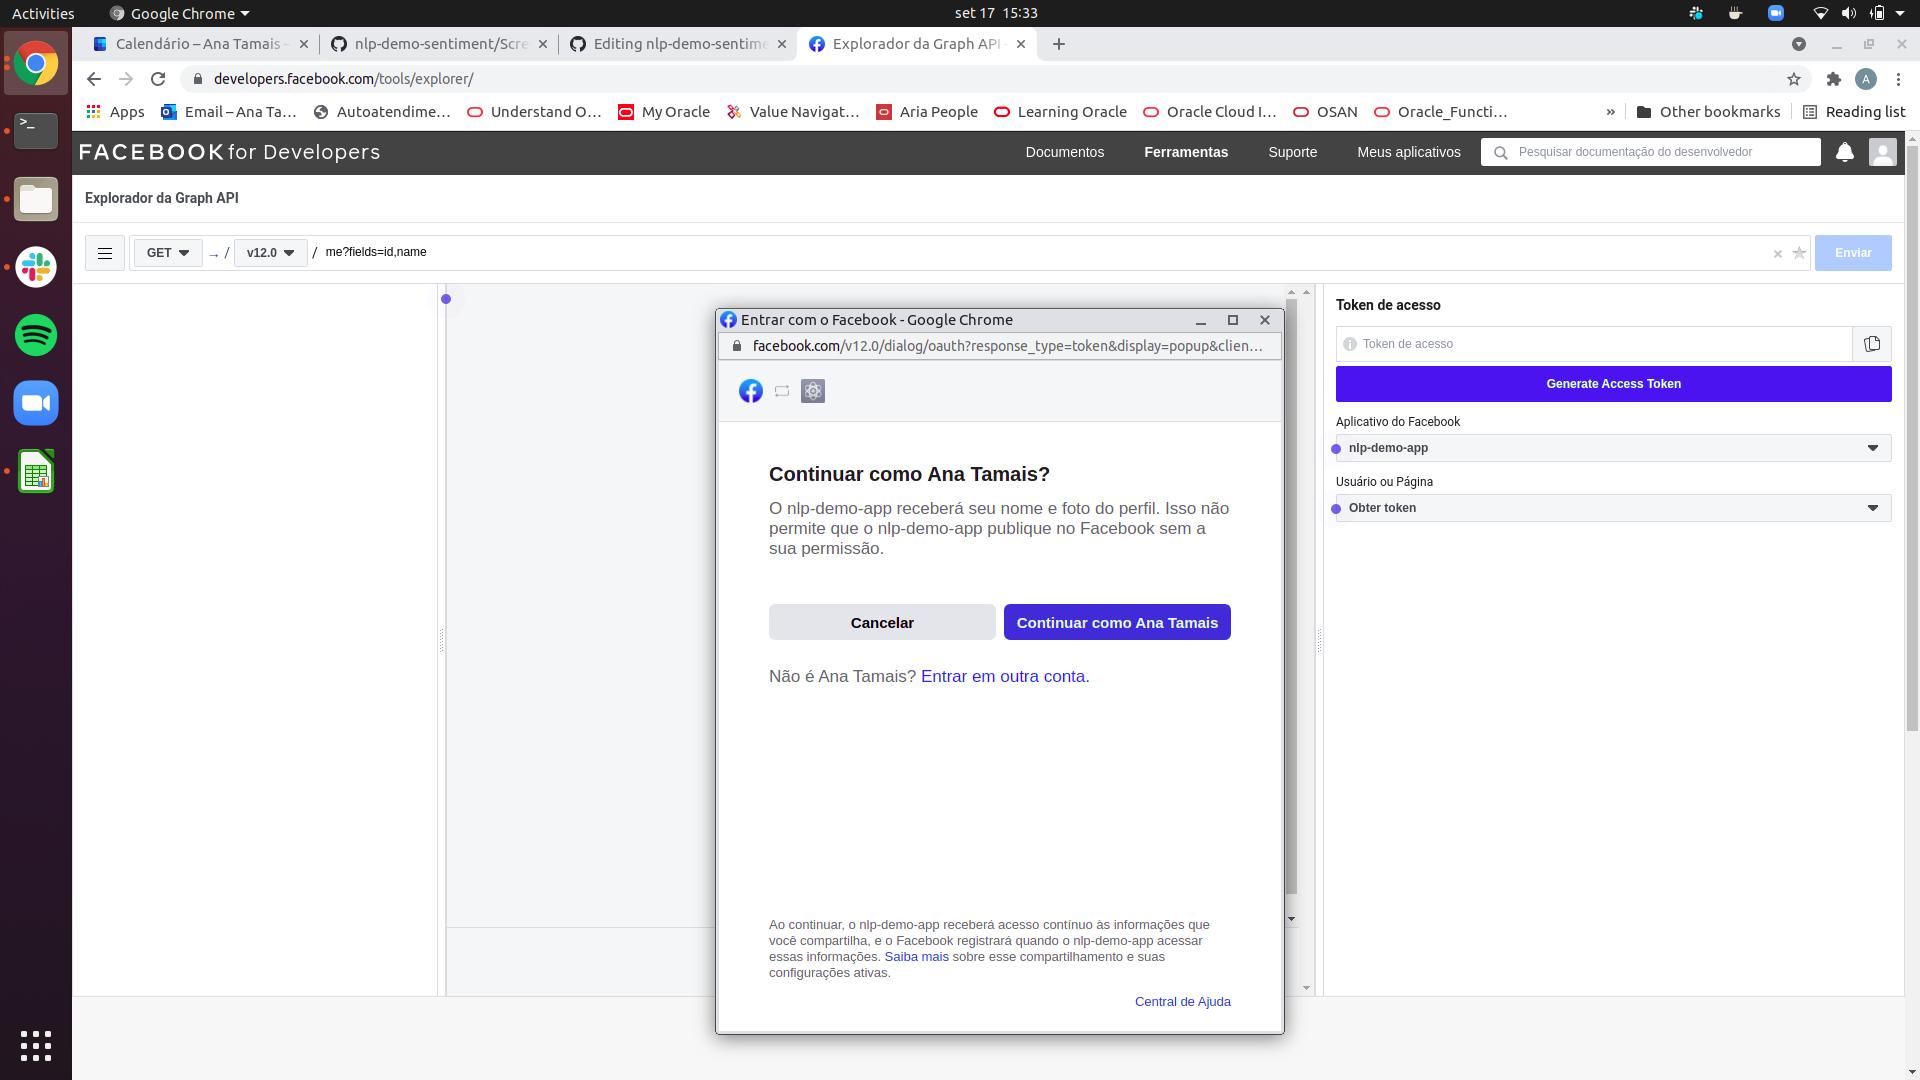 Activities
Google Chrome
set 17 15:33
Calendário – Ana Tamais -
nlp-demo-sentiment/Scre
Editing nlp-demo-sentime
Explorador da Graph API -
developers.facebook.com/tools/explorer/
A
Apps
Email – Ana Ta…
Autoatendime…
Understand O…
My Oracle
Value Navigat…
Aria People
Learning Oracle
Oracle Cloud I…
OSAN
Oracle_Functi…
»
Other bookmarks
Reading list
FACEBOOK for Developers
Documentos
Ferramentas
Suporte
Meus aplicativos
Pesquisar documentação do desenvolvedor
Explorador da Graph API
GET
→ /
v12.0
/ me?fields=id,name
Enviar
Entrar com o Facebook - Google Chrome
facebook.com/v12.0/dialog/oauth?response_type=token&display=popup&clien…
Continuar como Ana Tamais?
O nlp-demo-app receberá seu nome e foto do perfil. Isso não
permite que o nlp-demo-app publique no Facebook sem a
sua permissão.
Cancelar
Continuar como Ana Tamais
Não é Ana Tamais? Entrar em outra conta.
Ao continuar, o nlp-demo-app receberá acesso contínuo às informações que
você compartilha, e o Facebook registrará quando o nlp-demo-app acessar
essas informações. Saiba mais sobre esse compartilhamento e suas
configurações ativas.
Central de Ajuda
Token de acesso
Token de acesso
Generate Access Token
Aplicativo do Facebook
nlp-demo-app
Usuário ou Página
Obter token